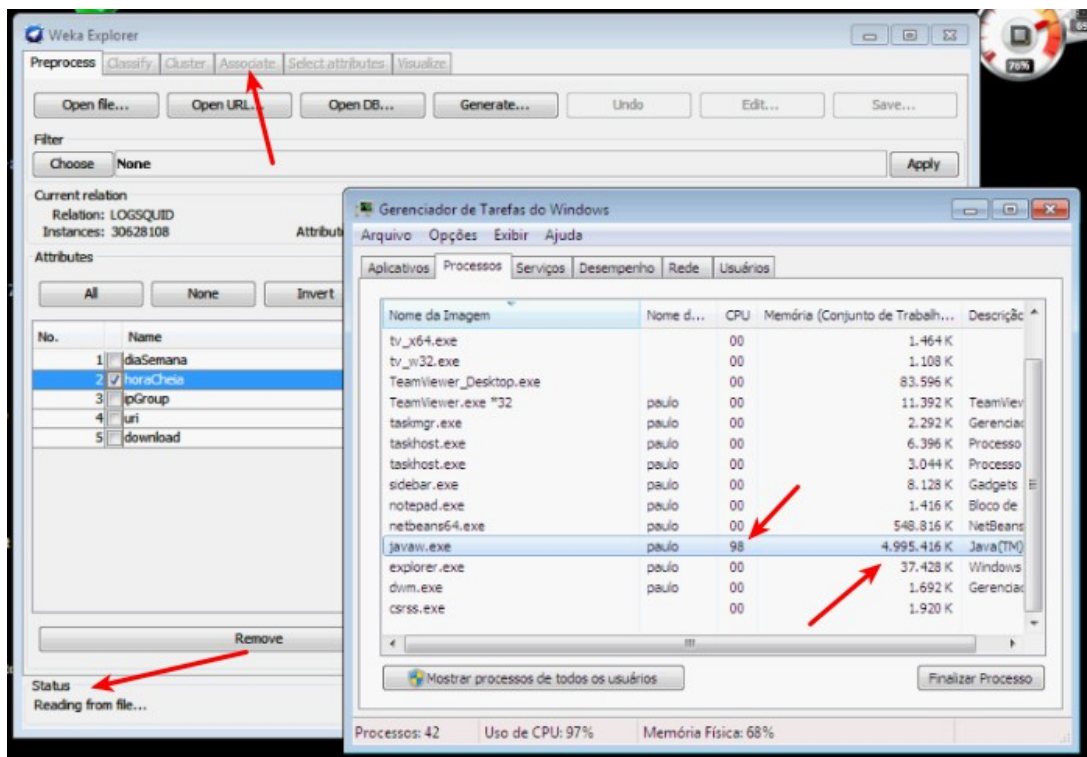 Weka Explorer
Preprocess Classify Cluster Associate Select attributes Visualize
Open file... Open URL... Open DB... Generate... Undo Edit... Save...
Filter
Choose None Apply
Current relation
Relation: LOGSQUID
Instances: 30628108 Attribut
Attributes
All None Invert
No. Name
1 diaSemana
2 horaCheia
3 ipGroup
4 uri
5 download
Remove
Status
Reading from file...
76%
Gerenciador de Tarefas do Windows
Arquivo Opções Exibir Ajuda
Aplicativos Processos Serviços Desempenho Rede Usuários
Nome da Imagem Nome d... CPU Memória (Conjunto de Trabalh... Descrição
tv_x64.exe 00 1.464 K
tv_w32.exe 00 1.108 K
TeamViewer_Desktop.exe 00 83.596 K
TeamViewer.exe *32 paulo 00 11.392 K TeamView
taskmgr.exe paulo 00 2.292 K Gerenciad
taskhost.exe paulo 00 6.396 K Processo
taskhost.exe paulo 00 3.044 K Processo
sidebar.exe paulo 00 8.128 K Gadgets
notepad.exe paulo 00 1.416 K Bloco de
netbeans64.exe paulo 00 548.816 K NetBeans
javaw.exe paulo 98 4.995.416 K Java(TM)
explorer.exe paulo 00 37.428 K Windows
dwm.exe paulo 00 1.692 K Gerenciad
csrss.exe 00 1.920 K
Mostrar processos de todos os usuários Finalizar Processo
Processos: 42 Uso de CPU: 97% Memória Física: 68%